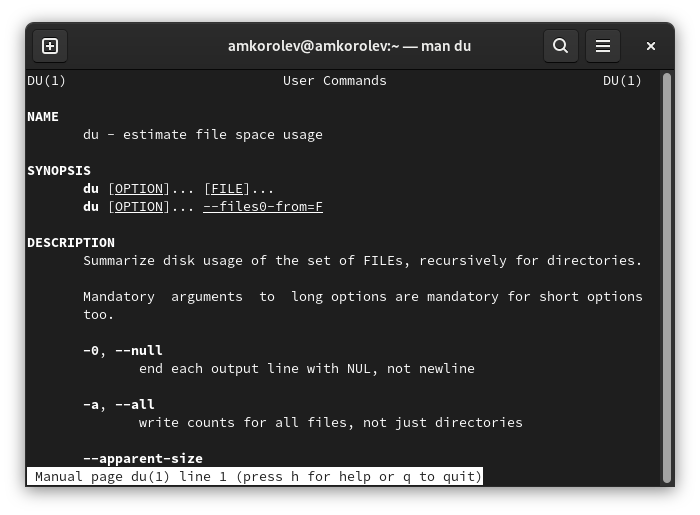 amkorolev@amkorolev:~ — man du
DU(1) User Commands DU(1)
NAME
du - estimate file space usage
SYNOPSIS
du [OPTION]... [FILE]...
du [OPTION]... --files0-from=F
DESCRIPTION
Summarize disk usage of the set of FILEs, recursively for directories.
Mandatory arguments to long options are mandatory for short options
too.
-0, --null
end each output line with NUL, not newline
-a, --all
write counts for all files, not just directories
--apparent-size
Manual page du(1) line 1 (press h for help or q to quit)